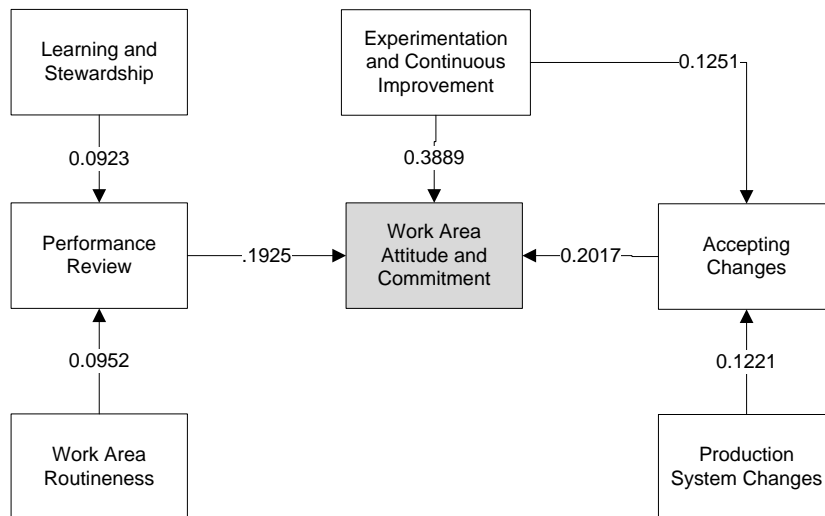 Learning and
Stewardship
Experimentation
and Continuous
Improvement
0.1251
0.0923
0.3889
Performance
Review
.1925
Work Area
Attitude and
Commitment
0.2017
Accepting
Changes
0.0952
0.1221
Work Area
Routineness
Production
System Changes